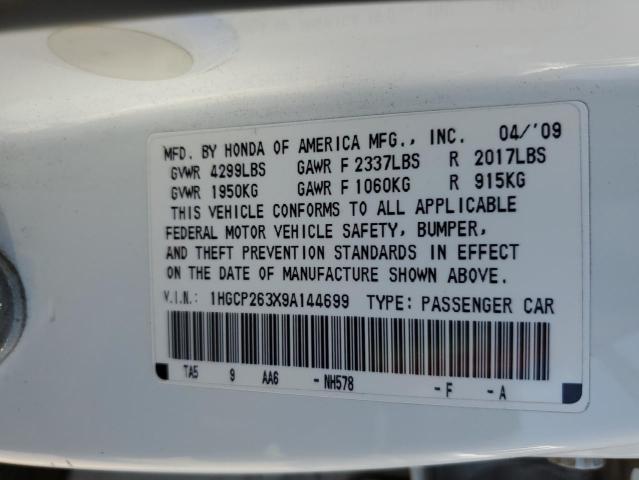 MFD. BY HONDA OF AMERICA MFG., INC. 04/'09
GVWR 4299LBS GAWR F 2337LBS R 2017LBS
GVWR 1950KG GAWR F 1060KG R 915KG
THIS VEHICLE CONFORMS TO ALL APPLICABLE
FEDERAL MOTOR VEHICLE SAFETY, BUMPER,
AND THEFT PREVENTION STANDARDS IN EFFECT
ON THE DATE OF MANUFACTURE SHOWN ABOVE.
V.I.N.: 1HGCP263X9A144699 TYPE: PASSENGER CAR
TA5 9 AA6 -NH578 -F -A